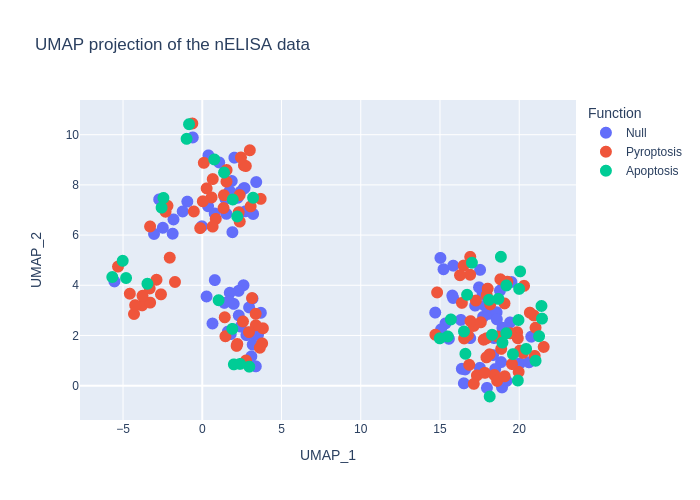 UMAP projection of the nELISA data
Function
Null
Pyroptosis
Apoptosis
10
8
6
4
2
0
UMAP_2
−5
0
5
10
15
20
UMAP_1